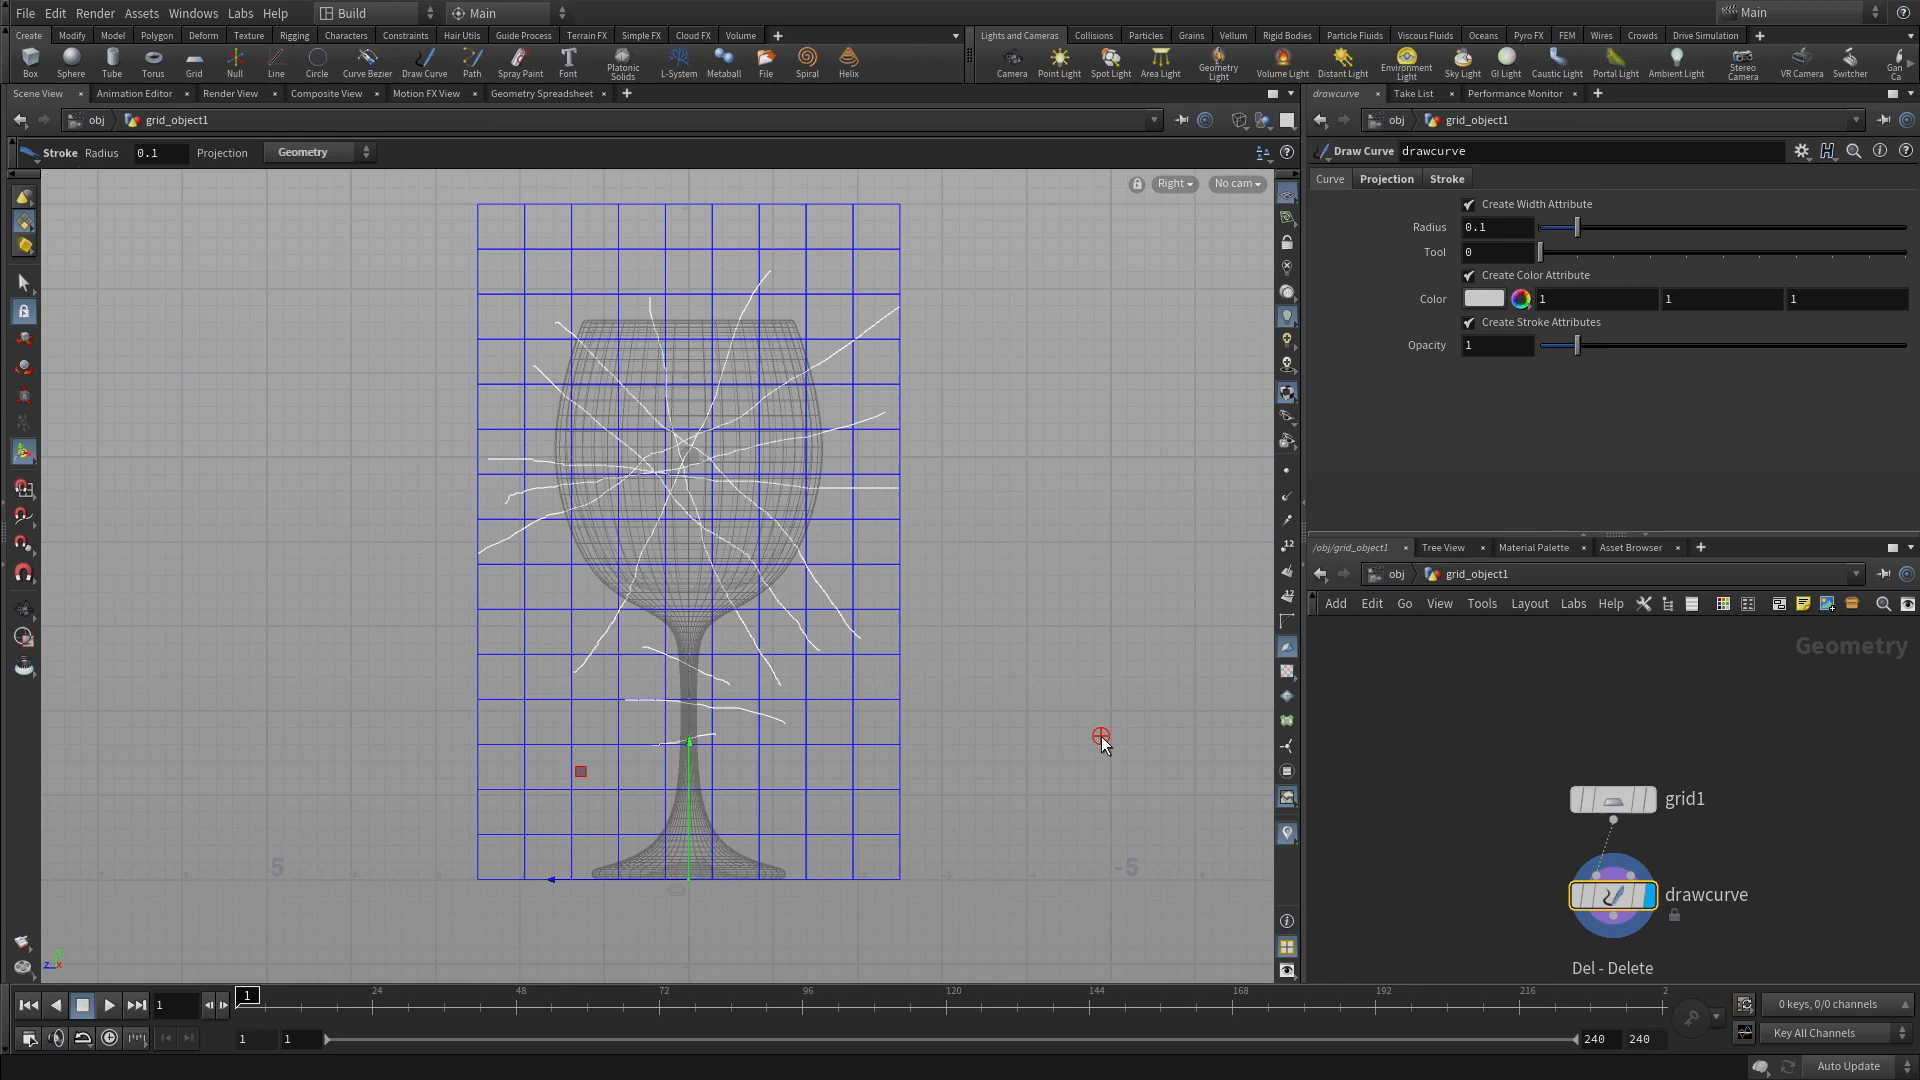 File Edit Render Assets Windows Labs Help Build Main Main
Create Modify Model Polygon Deform Texture Rigging Characters Constraints Hair Utils Guide Process Terrain FX Simple FX Cloud FX Volume
Lights and Cameras Collisions Particles Grains Vellum Rigid Bodies Particle Fluids Viscous Fluids Oceans Pyro FX FEM Wires Crowds Drive Simulation
Box Sphere Tube Torus Grid Null Line Circle Curve Bezier Draw Curve Path Spray Paint Font Platonic Solids L-System Metaball File Spiral Helix
Camera Point Light Spot Light Area Light Geometry Light Volume Light Distant Light Environment Light Sky Light GI Light Caustic Light Portal Light Ambient Light Stereo Camera VR Camera Switcher Gan Ca
Scene View Animation Editor Render View Composite View Motion FX View Geometry Spreadsheet
drawcurve Take List Performance Monitor
obj grid_object1
obj grid_object1
Stroke Radius 0.1 Projection Geometry
Draw Curve drawcurve
Right No cam
Curve Projection Stroke
Create Width Attribute
Radius 0.1
Tool 0
Create Color Attribute
Color 1 1 1
Create Stroke Attributes
Opacity 1
/obj/grid_object1 Tree View Material Palette Asset Browser
obj grid_object1
Add Edit Go View Tools Layout Labs Help
Geometry
grid1
drawcurve
Del - Delete
5 0 -5
y
z x
12
12
1 1 24 48 72 96 120 144 168 192 216 2
0 keys, 0/0 channels
1 1 240 240
Key All Channels
Auto Update